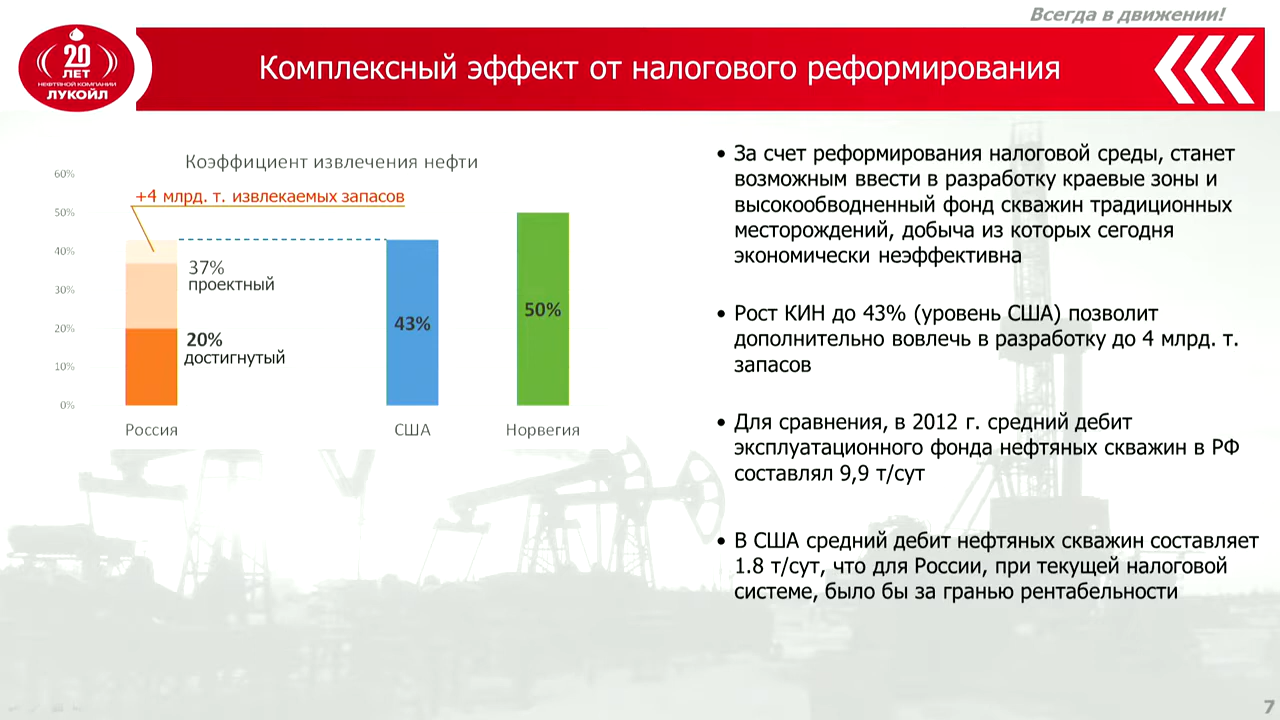 Всегда в движении!
20
ЛЕТ
НЕФТЯНОЙ КОМПАНИИ
ЛУКОЙЛ
Комплексный эффект от налогового реформирования
Коэффициент извлечения нефти
60%
+4 млрд. т. извлекаемых запасов
50%
40%
37%
проектный
30%
43%
50%
20%
20%
достигнутый
10%
0%
Россия
США
Норвегия
• За счет реформирования налоговой среды, станет
возможным ввести в разработку краевые зоны и
высокообводненный фонд скважин традиционных
месторождений, добыча из которых сегодня
экономически неэффективна
• Рост КИН до 43% (уровень США) позволит
дополнительно вовлечь в разработку до 4 млрд. т.
запасов
• Для сравнения, в 2012 г. средний дебит
эксплуатационного фонда нефтяных скважин в РФ
составлял 9,9 т/сут
• В США средний дебит нефтяных скважин составляет
1.8 т/сут, что для России, при текущей налоговой
системе, было бы за гранью рентабельности
7